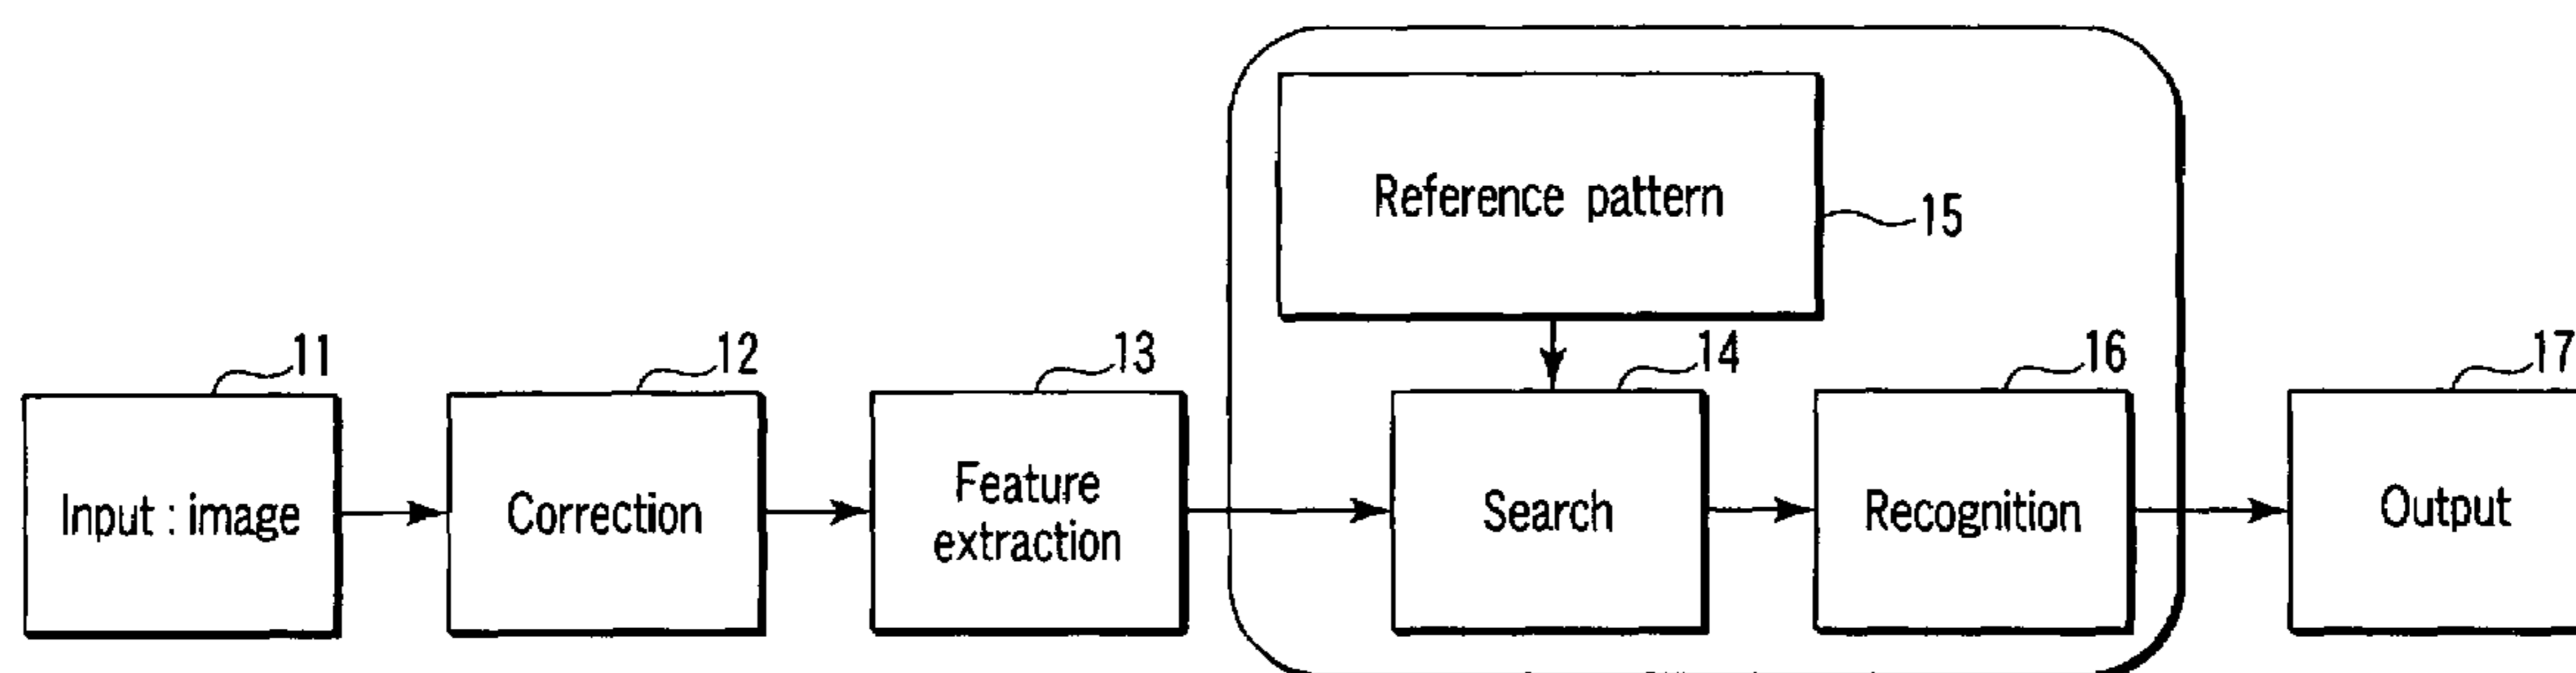 Reference pattern
15
11
12
13
14
16
17
Input : image
Correction
Feature
extraction
Search
Recognition
Output